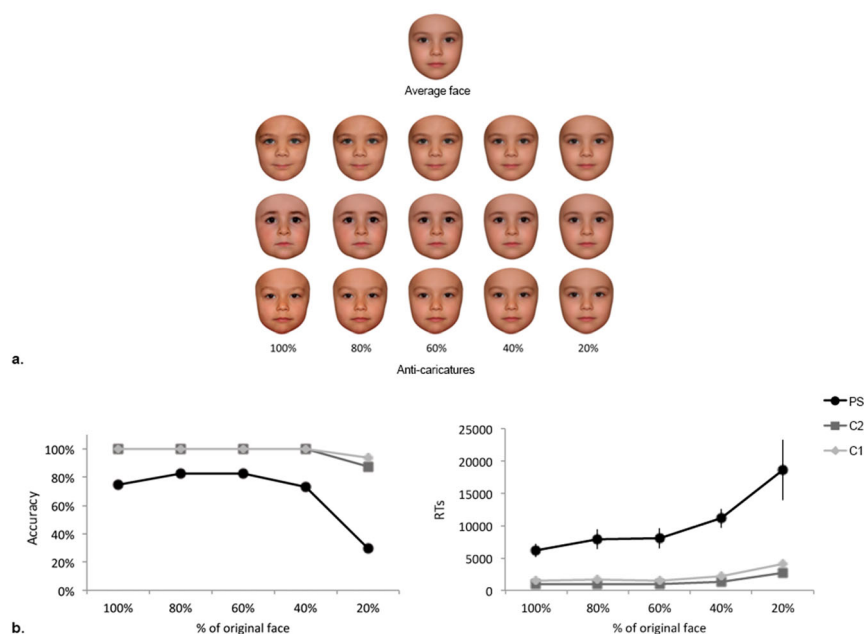 Average face
100% 80% 60% 40% 20%
a.
Anti-caricatures
PS
C2
C1
100%
80%
60%
40%
20%
0%
Accuracy
100% 80% 60% 40% 20%
% of original face
25000
20000
15000
10000
5000
0
RTs
100% 80% 60% 40% 20%
% of original face
b.